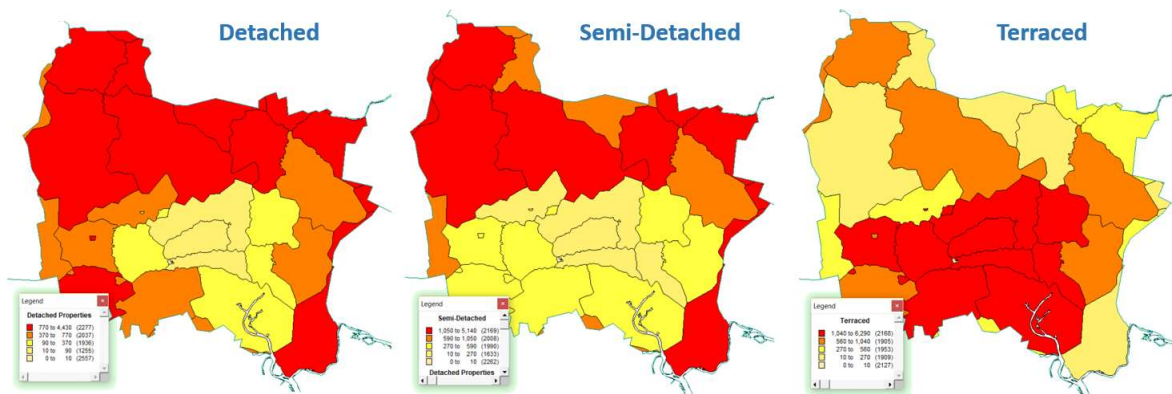 Detached
Semi-Detached
Terraced
Legend
Detached Properties
770 to 4,430 (2277)
370 to 770 (2037)
90 to 370 (1936)
10 to 90 (1255)
0 to 10 (2557)
Legend
Semi-Detached
1,050 to 5,140 (2169)
590 to 1,050 (2008)
270 to 590 (1990)
10 to 270 (1633)
0 to 10 (2262)
Detached Properties
Legend
Terraced
1,040 to 6,290 (2168)
560 to 1,040 (1905)
270 to 560 (1953)
10 to 270 (1909)
0 to 10 (2127)